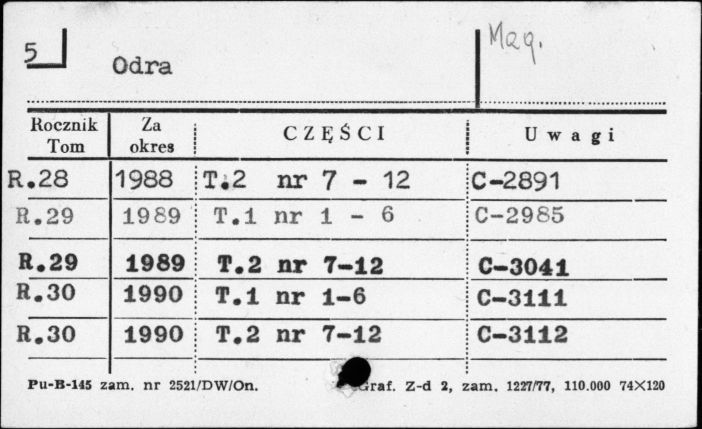 5 Mag.
Odra
Rocznik Tom Za okres CZĘŚCI Uwagi
R.28 1988 T.2 nr 7 - 12 C-2891
R.29 1989 T.1 nr 1 - 6 C-2985
R.29 1989 T.2 nr 7-12 C-3041
R.30 1990 T.1 nr 1-6 C-3111
R.30 1990 T.2 nr 7-12 C-3112
Pu-B-145 zam. nr 2521/DW/On. Graf. Z-d 2, zam. 1227/77, 110.000 74×120